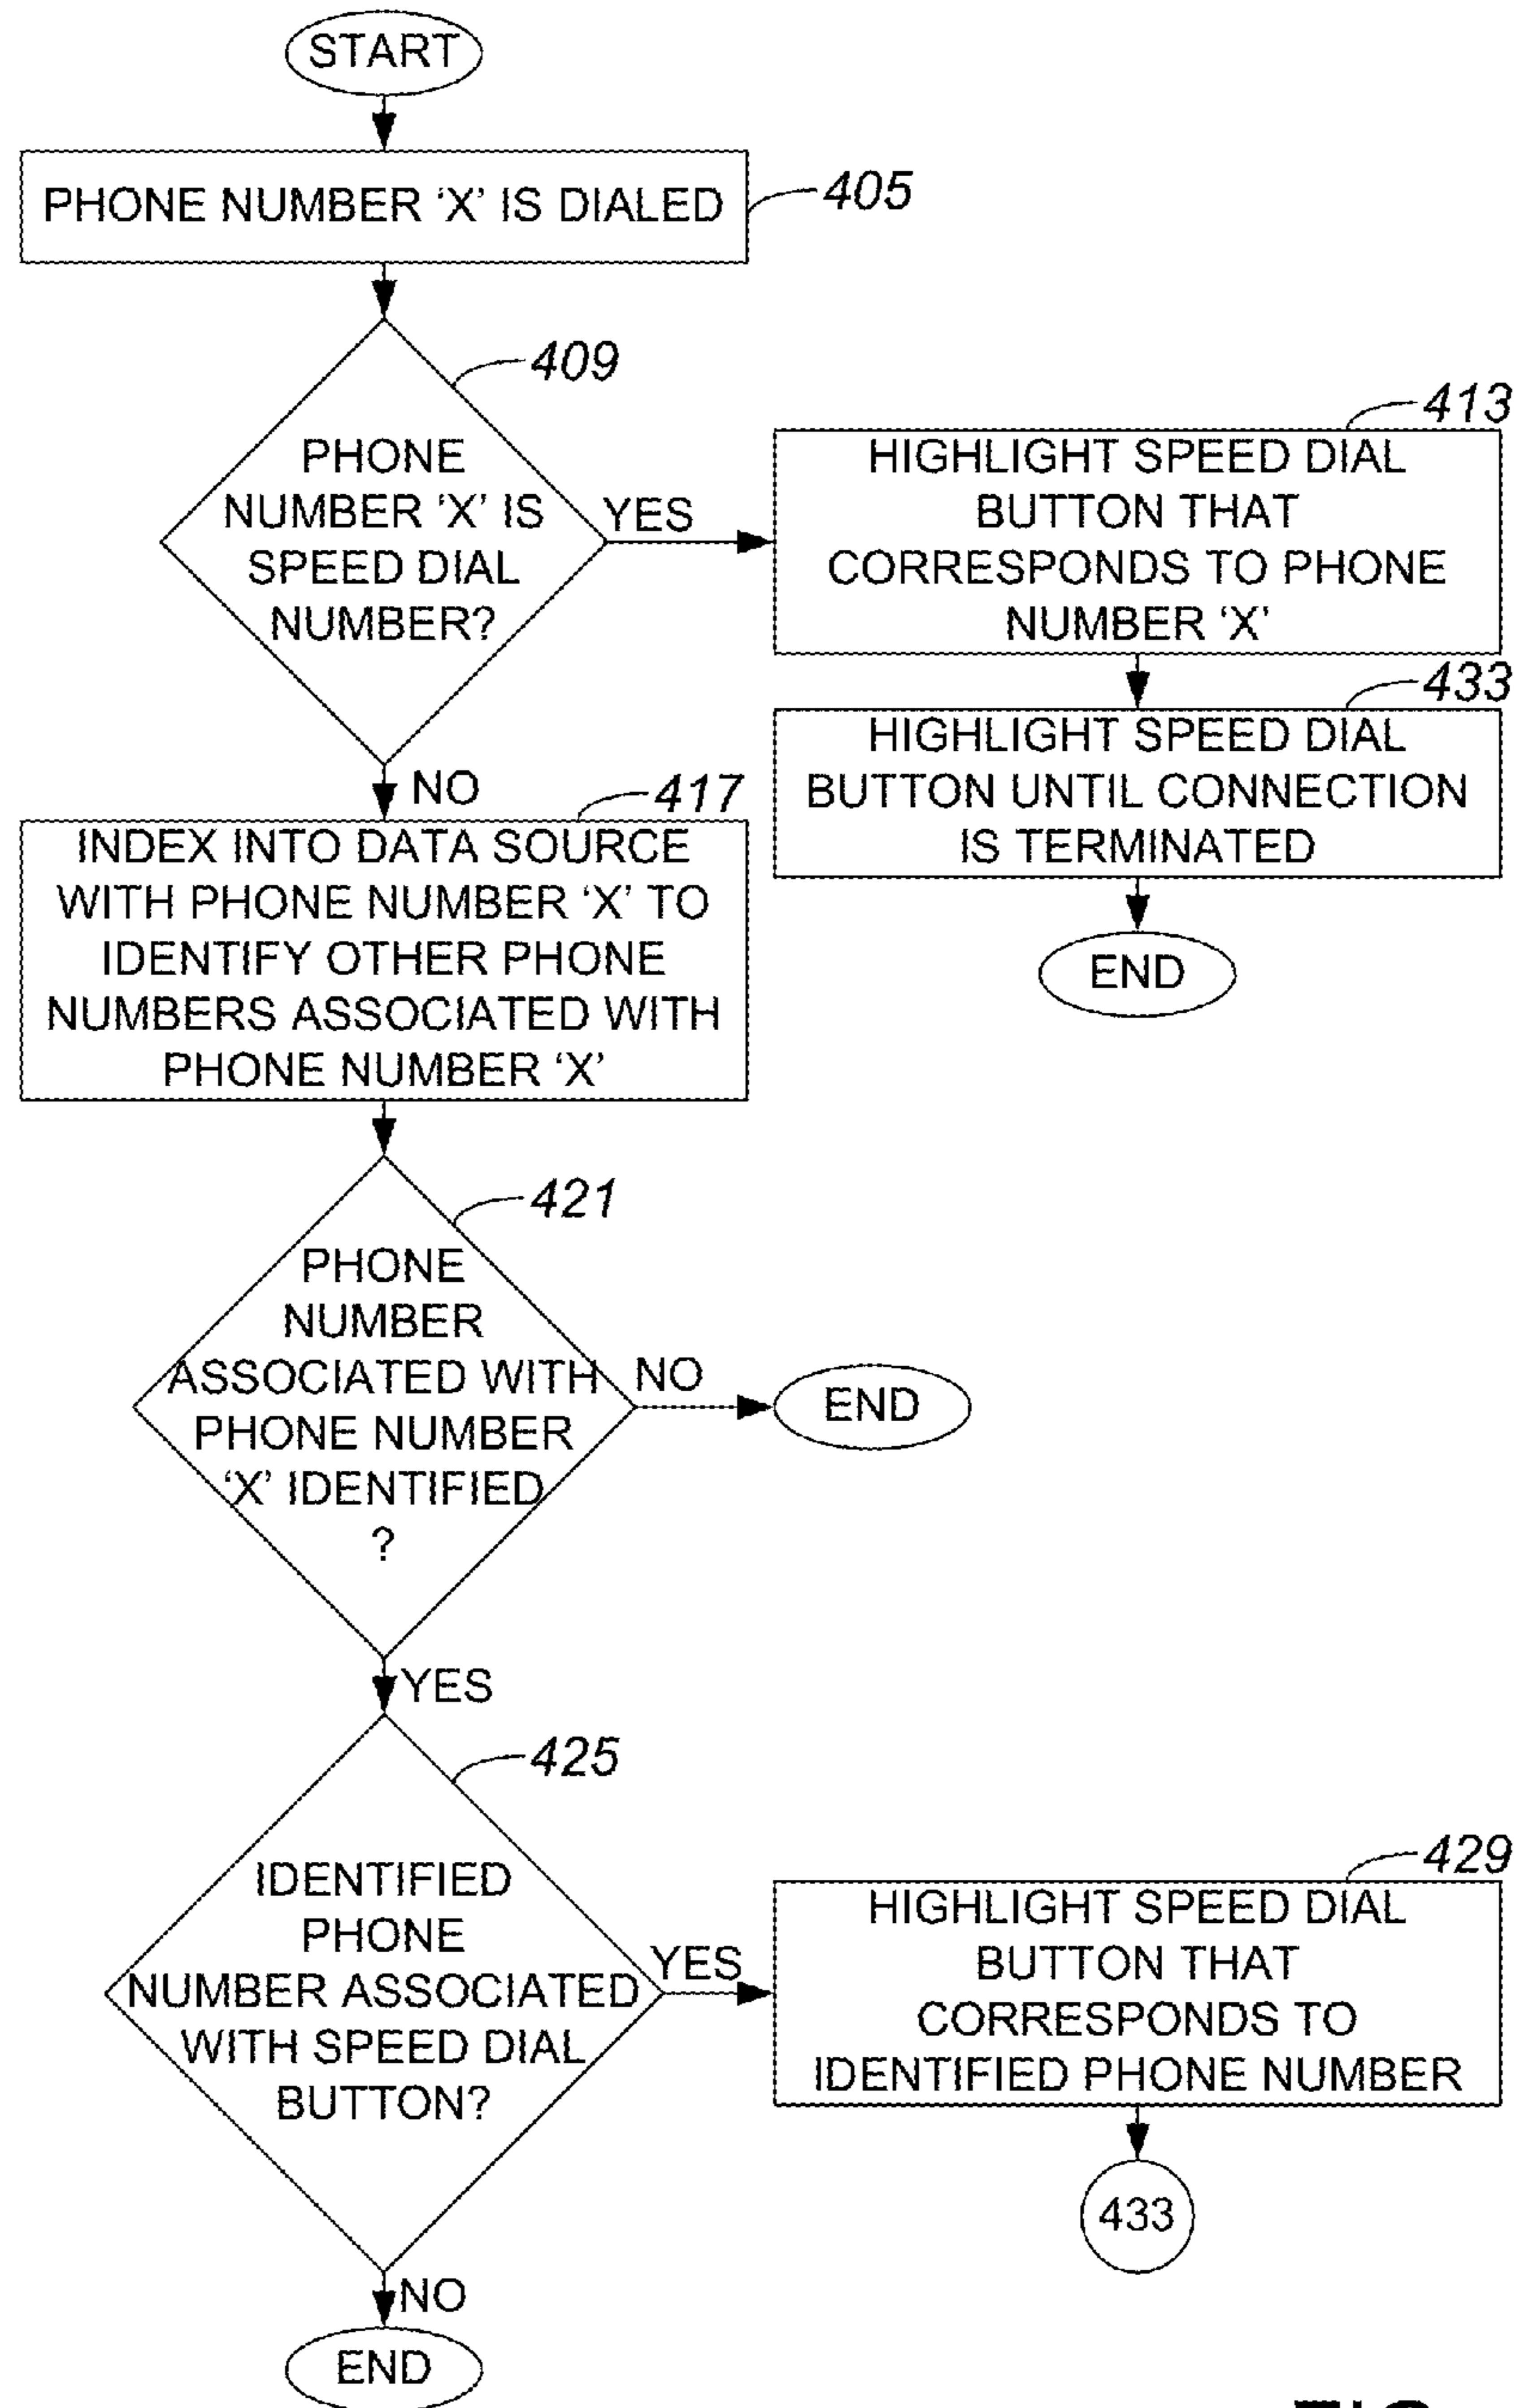 START
PHONE NUMBER ‘X’ IS DIALED
405
409
PHONE
NUMBER ‘X’ IS
SPEED DIAL
NUMBER?
YES
413
HIGHLIGHT SPEED DIAL
BUTTON THAT
CORRESPONDS TO PHONE
NUMBER ‘X’
433
HIGHLIGHT SPEED DIAL
BUTTON UNTIL CONNECTION
IS TERMINATED
END
NO
417
INDEX INTO DATA SOURCE
WITH PHONE NUMBER ‘X’ TO
IDENTIFY OTHER PHONE
NUMBERS ASSOCIATED WITH
PHONE NUMBER ‘X’
421
PHONE
NUMBER
ASSOCIATED WITH
PHONE NUMBER
‘X’ IDENTIFIED
?
NO
END
YES
425
IDENTIFIED
PHONE
NUMBER ASSOCIATED
WITH SPEED DIAL
BUTTON?
YES
429
HIGHLIGHT SPEED DIAL
BUTTON THAT
CORRESPONDS TO
IDENTIFIED PHONE NUMBER
433
NO
END